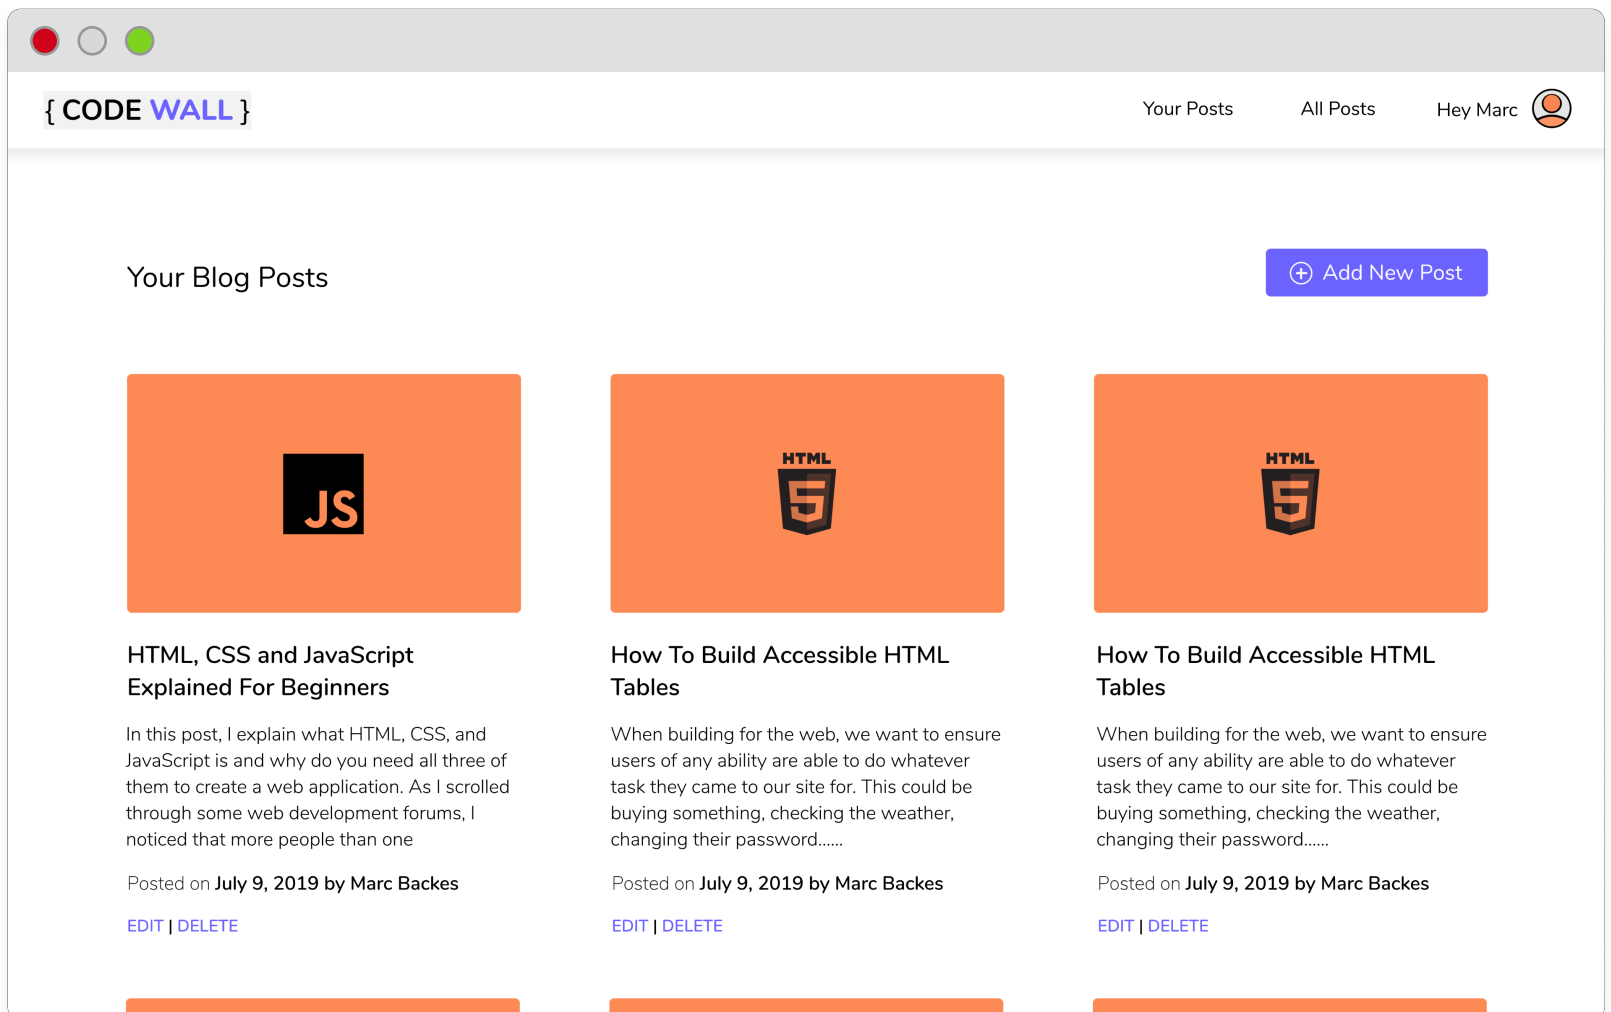 { CODE WALL }
Your Posts
All Posts
Hey Marc
Your Blog Posts
Add New Post
JS
HTML
5
HTML
5
HTML, CSS and JavaScript
Explained For Beginners
In this post, I explain what HTML, CSS, and
JavaScript is and why do you need all three of
them to create a web application. As I scrolled
through some web development forums, I
noticed that more people than one
Posted on July 9, 2019 by Marc Backes
EDIT | DELETE
How To Build Accessible HTML
Tables
When building for the web, we want to ensure
users of any ability are able to do whatever
task they came to our site for. This could be
buying something, checking the weather,
changing their password......
Posted on July 9, 2019 by Marc Backes
EDIT | DELETE
How To Build Accessible HTML
Tables
When building for the web, we want to ensure
users of any ability are able to do whatever
task they came to our site for. This could be
buying something, checking the weather,
changing their password......
Posted on July 9, 2019 by Marc Backes
EDIT | DELETE